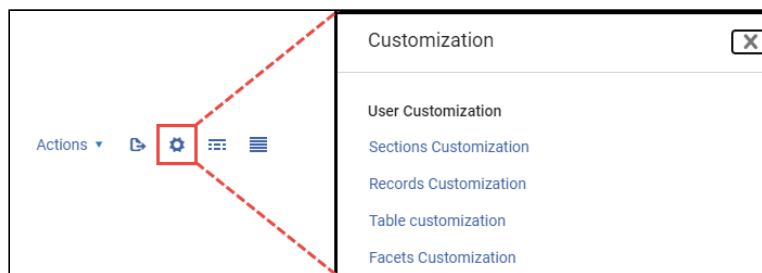 Actions
Customization
User Customization
Sections Customization
Records Customization
Table customization
Facets Customization